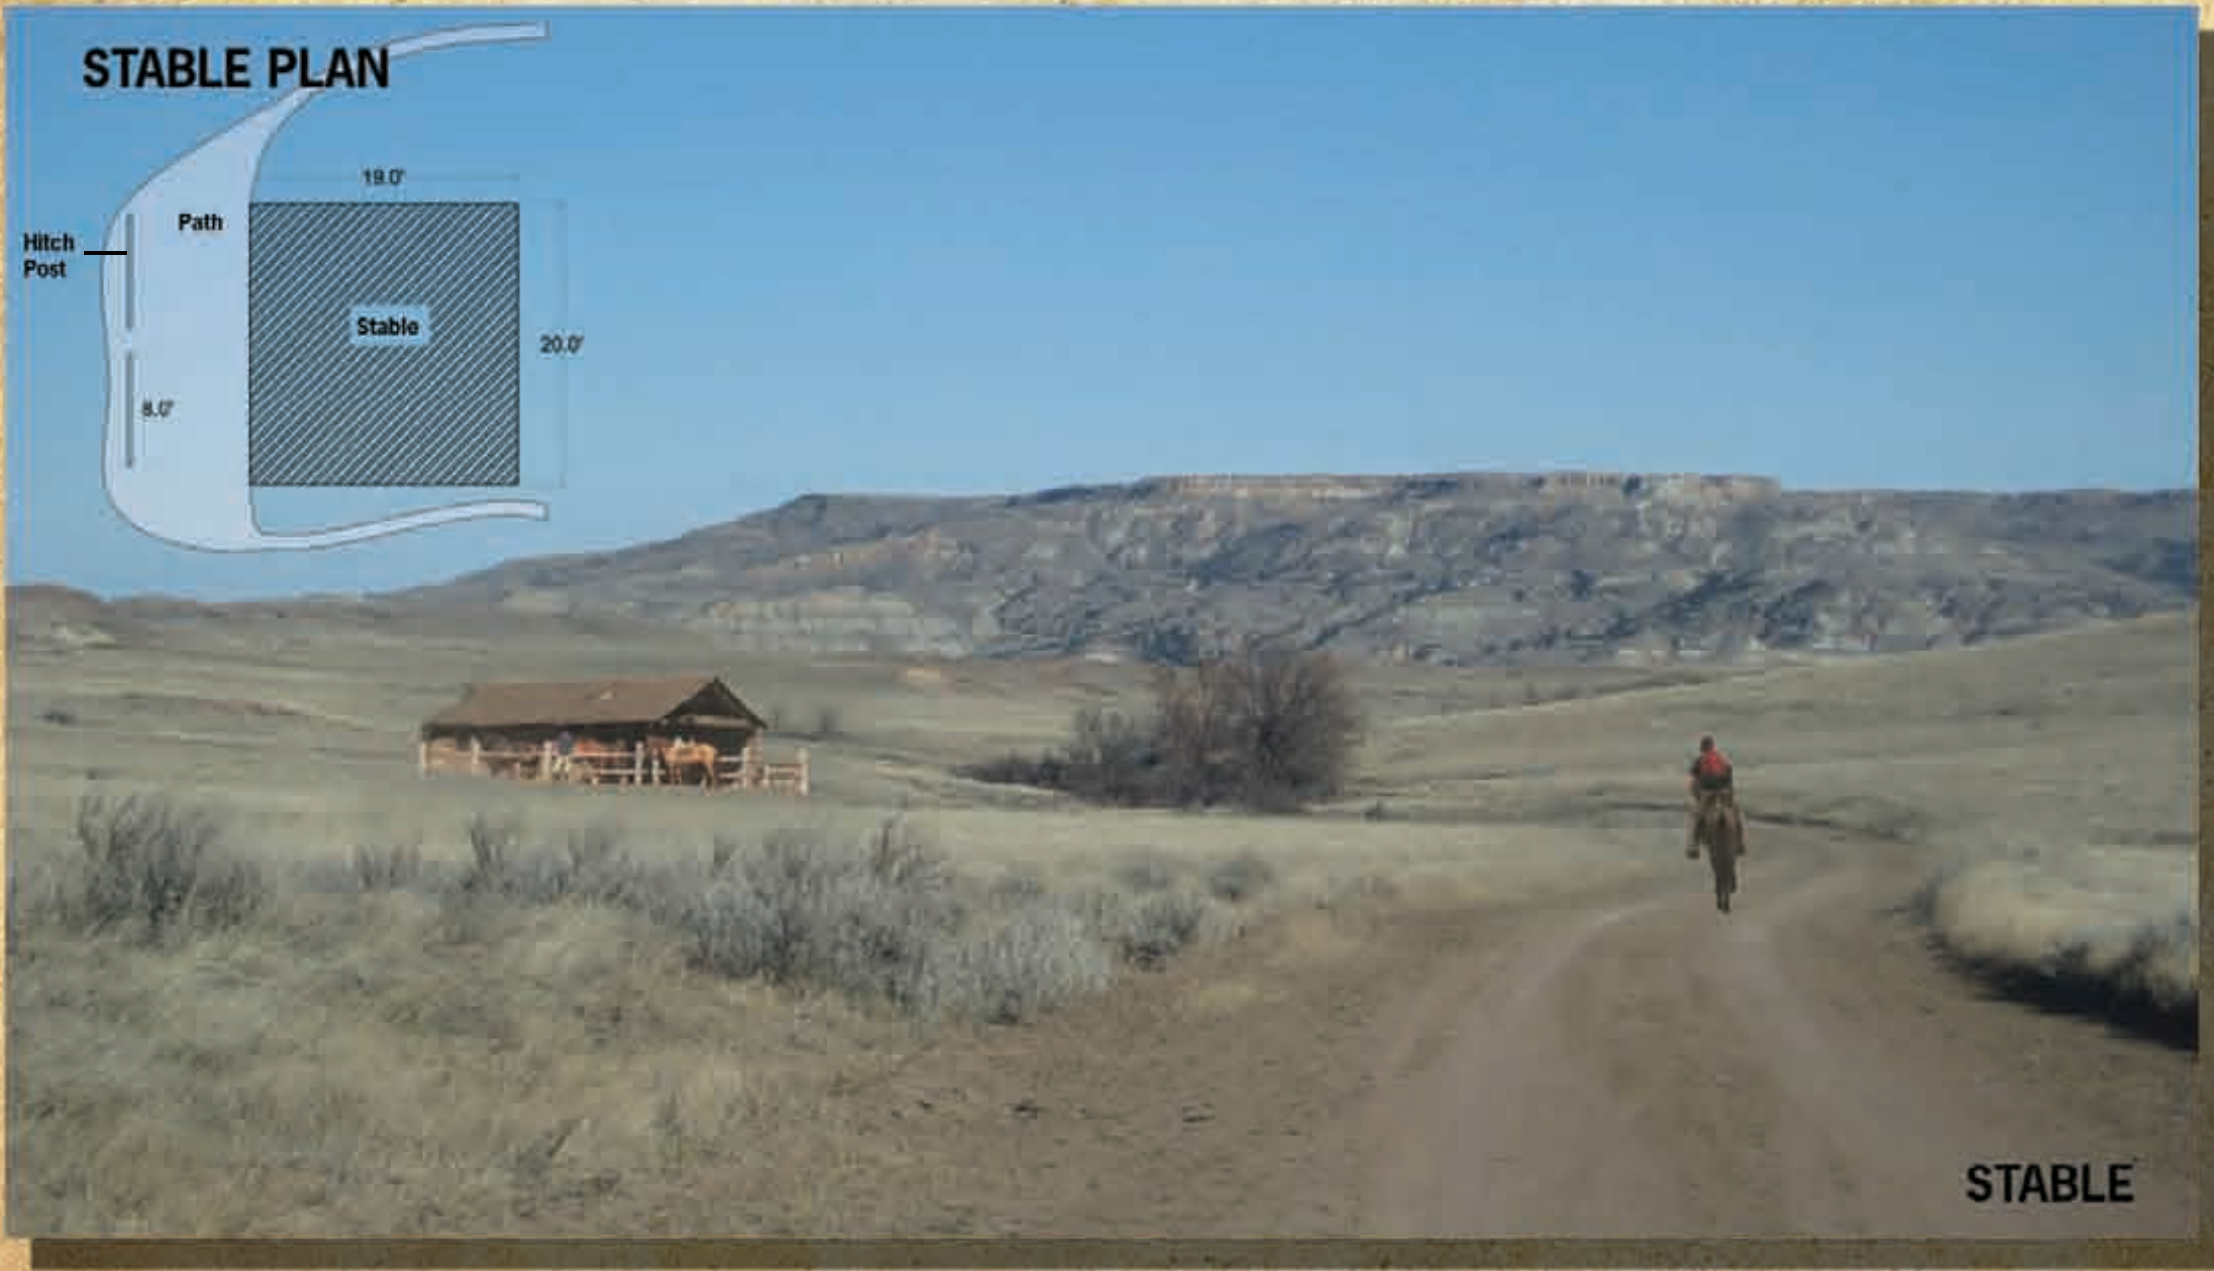 STABLE PLAN
19.0'
Path
Hitch
Post
Stable
20.0'
8.0'
STABLE